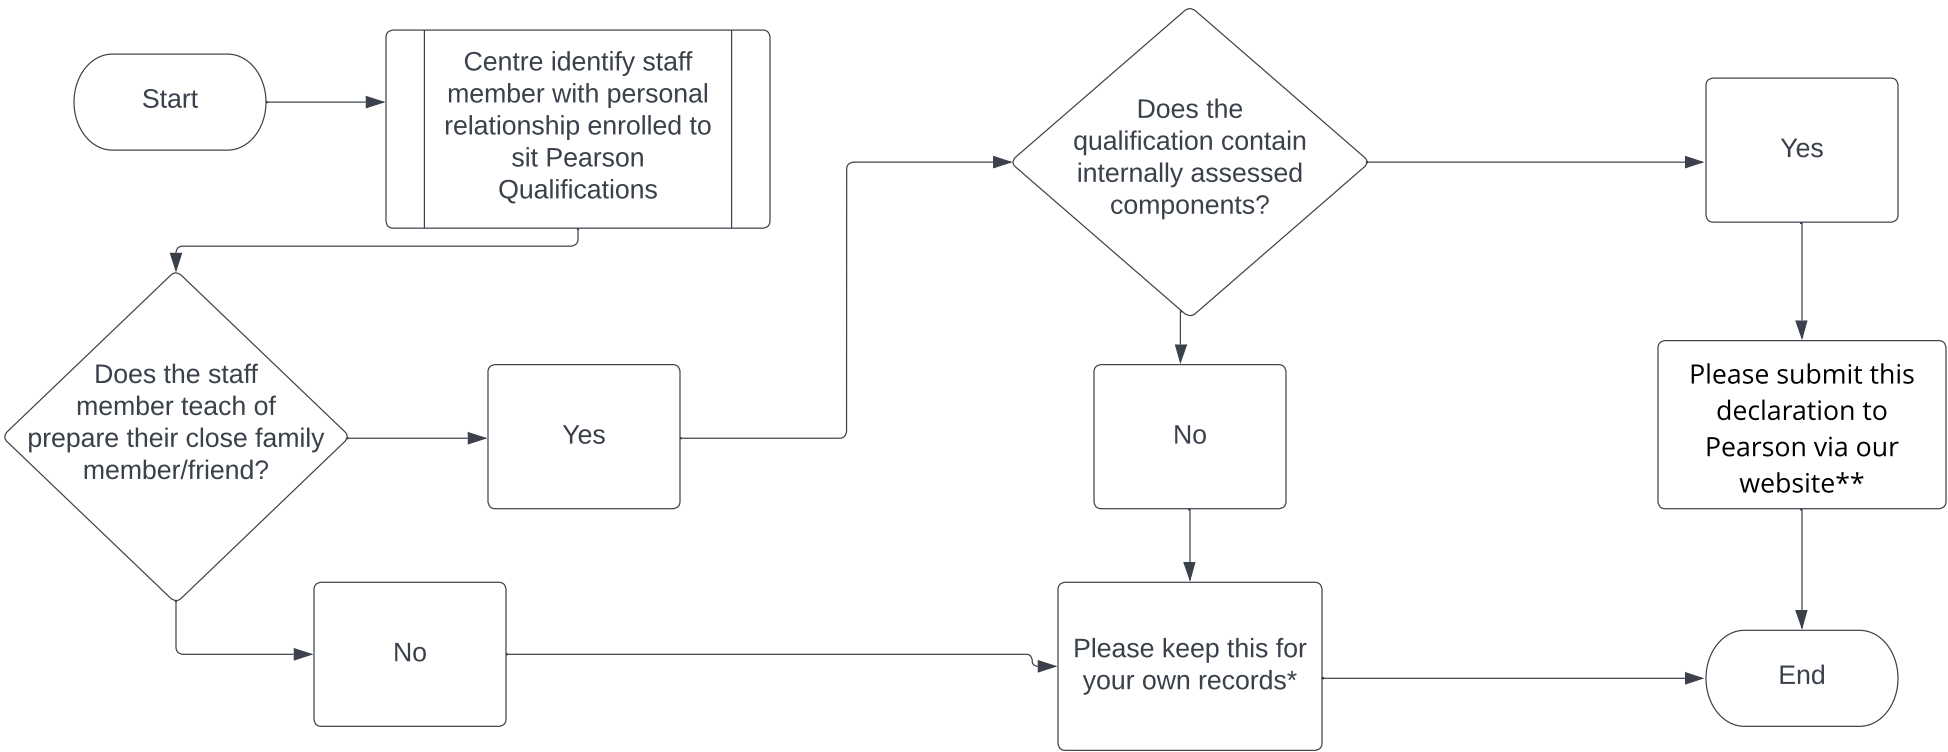 Start
Centre identify staff
member with personal
relationship enrolled to
sit Pearson
Qualifications
Does the staff
member teach of
prepare their close family
member/friend?
Yes
No
Does the
qualification contain
internally assessed
components?
Yes
No
Please submit this
declaration to
Pearson via our
website**
Please keep this for
your own records*
End